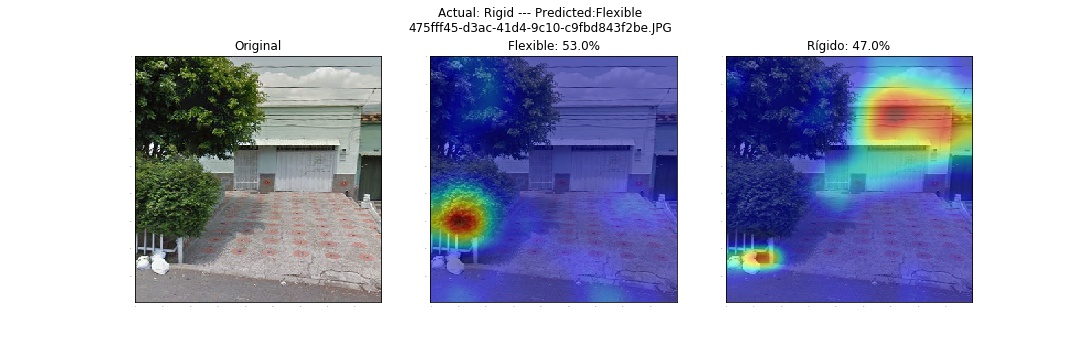 Actual: Rigid --- Predicted:Flexible
475fff45-d3ac-41d4-9c10-c9fbd843f2be.JPG
Original
Flexible: 53.0%
Rígido: 47.0%